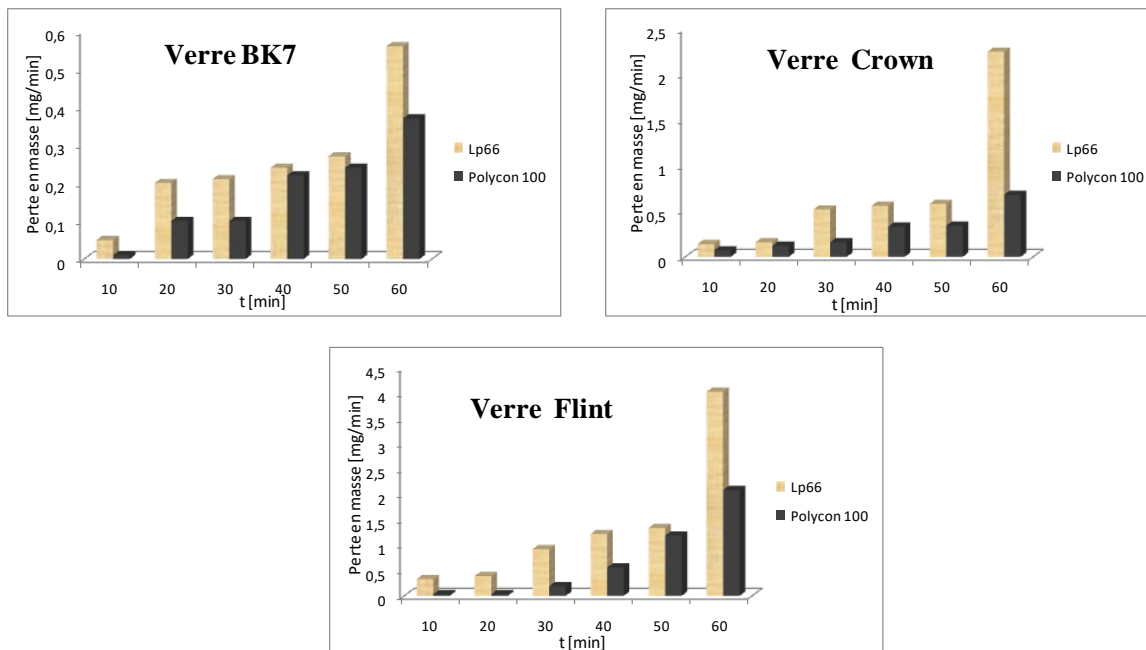 Verre BK7
Perte en masse [mg/min]
0,6
0,5
0,4
0,3
0,2
0,1
0
10 20 30 40 50 60
t [min]
Lp66
Polycon 100
Verre Crown
Perte en masse [mg/min]
2,5
2
1,5
1
0,5
0
10 20 30 40 50 60
t [min]
Lp66
Polycon 100
Verre Flint
Perte en masse [mg/min]
4,5
4
3,5
3
2,5
2
1,5
1
0,5
0
10 20 30 40 50 60
t [min]
Lp66
Polycon 100